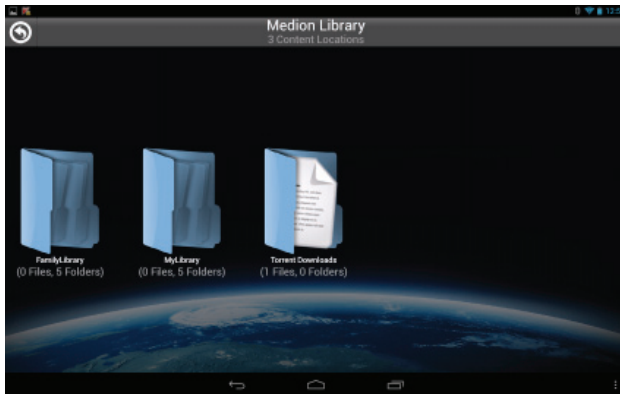 Medion Library
3 Content Locations
FamilyLibrary
(0 Files, 5 Folders)
MyLibrary
(0 Files, 5 Folders)
Torrent Downloads
(1 Files, 0 Folders)